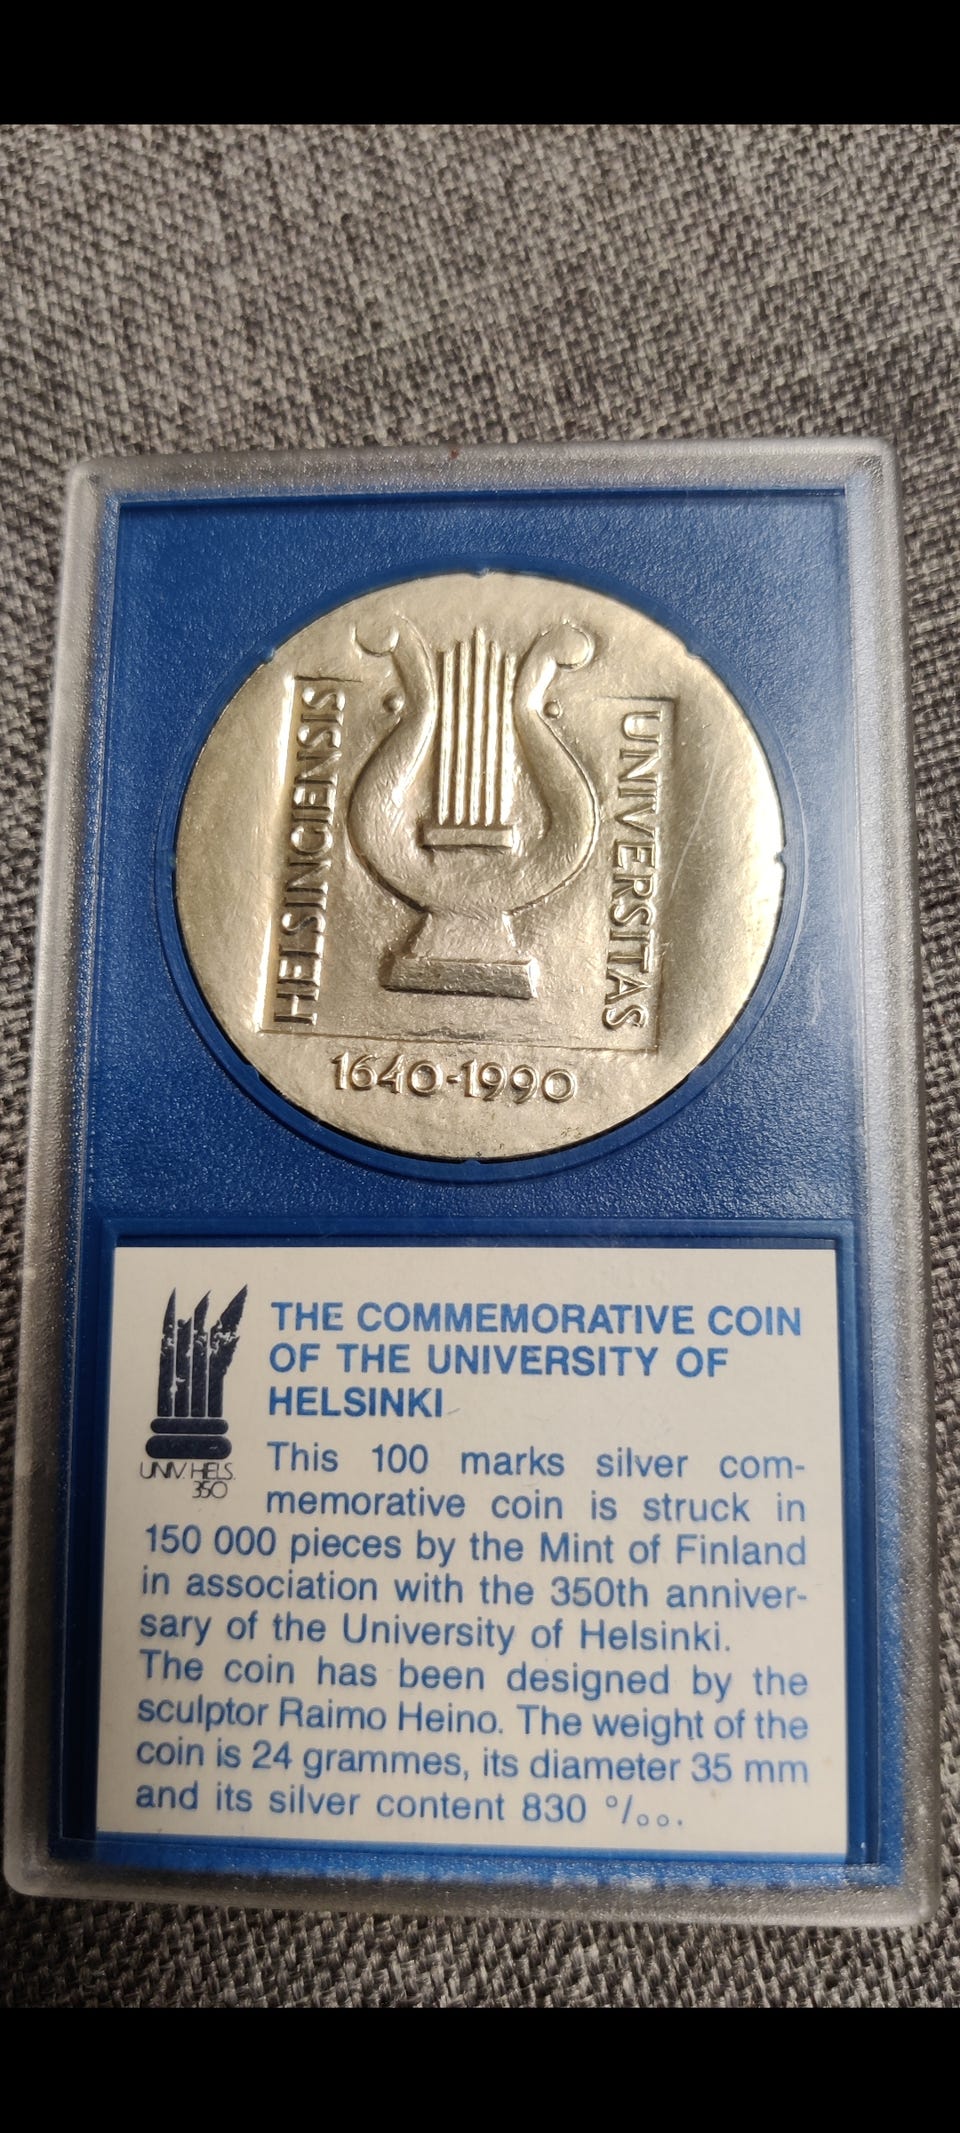 HELSINGIENSIS
UNIVERSITAS
1640-1990
UNIV. HELS.
350
THE COMMEMORATIVE COIN
OF THE UNIVERSITY OF
HELSINKI
This 100 marks silver com-
memorative coin is struck in
150 000 pieces by the Mint of Finland
in association with the 350th anniver-
sary of the University of Helsinki.
The coin has been designed by the
sculptor Raimo Heino. The weight of the
coin is 24 grammes, its diameter 35 mm
and its silver content 830 ‰.